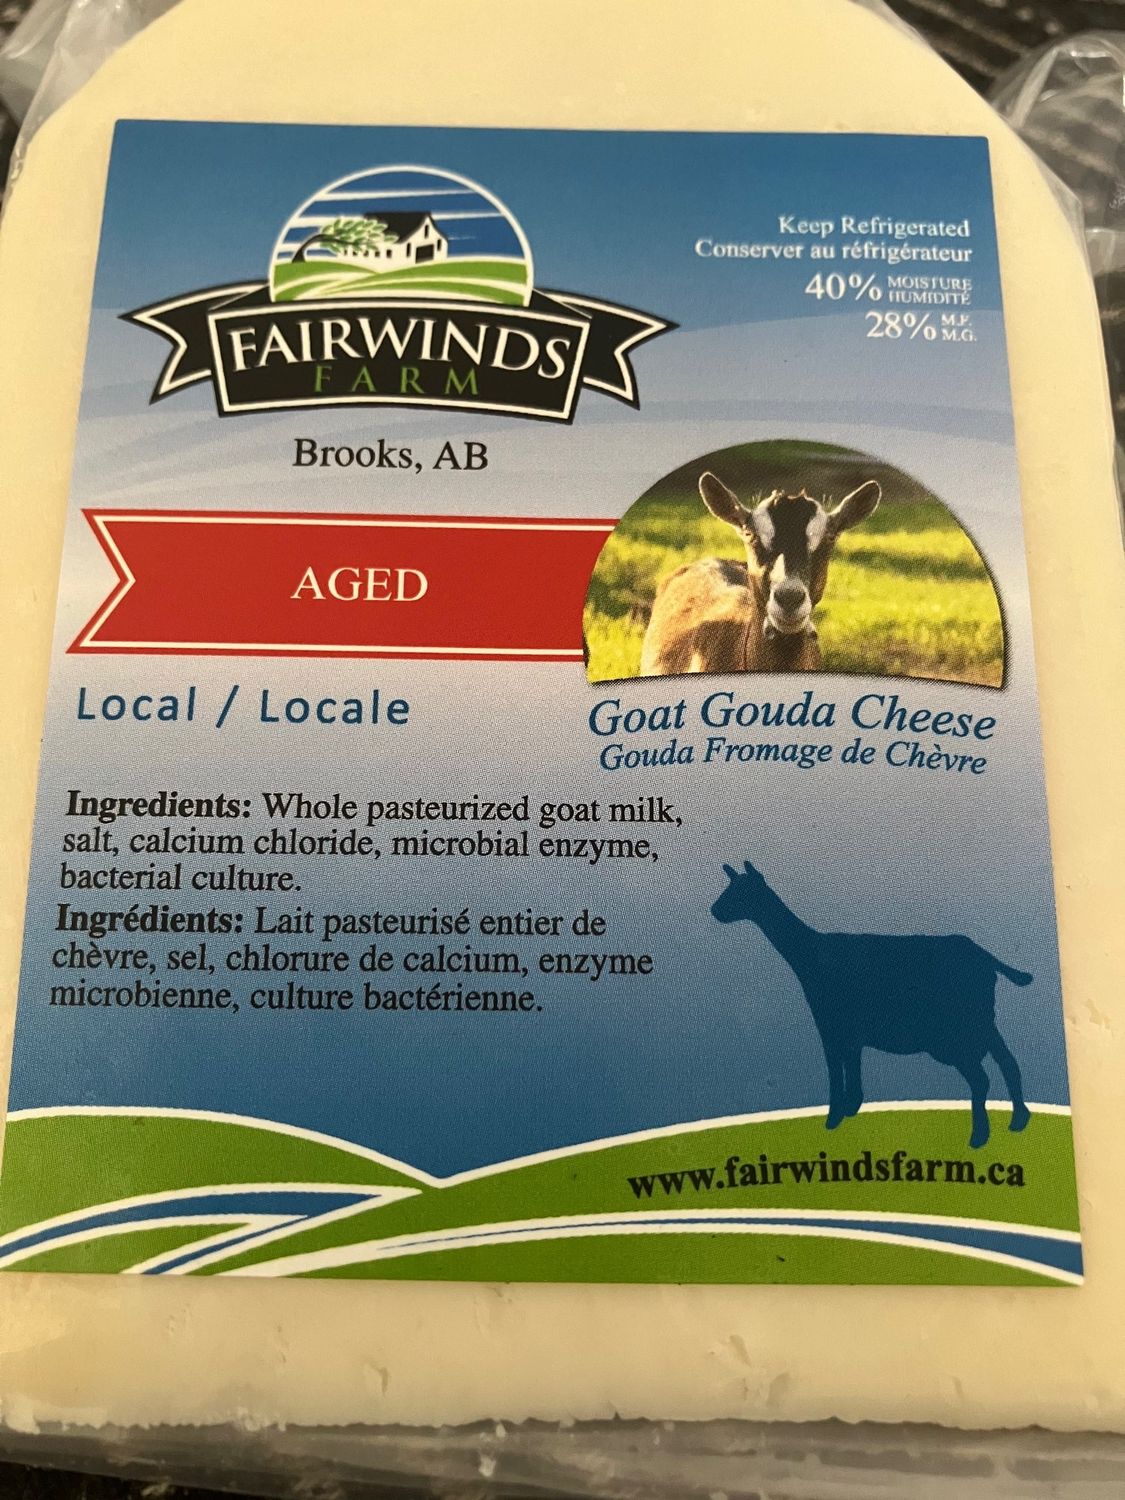 Keep Refrigerated
Conserver au réfrigérateur
40% MOISTURE
HUMIDITÉ
28% M.F.
M.G.
FAIRWINDS
FARM
Brooks, AB
AGED
Local / Locale
Goat Gouda Cheese
Gouda Fromage de Chèvre
Ingredients: Whole pasteurized goat milk,
salt, calcium chloride, microbial enzyme,
bacterial culture.
Ingrédients: Lait pasteurisé entier de
chèvre, sel, chlorure de calcium, enzyme
microbienne, culture bactérienne.
www.fairwindsfarm.ca